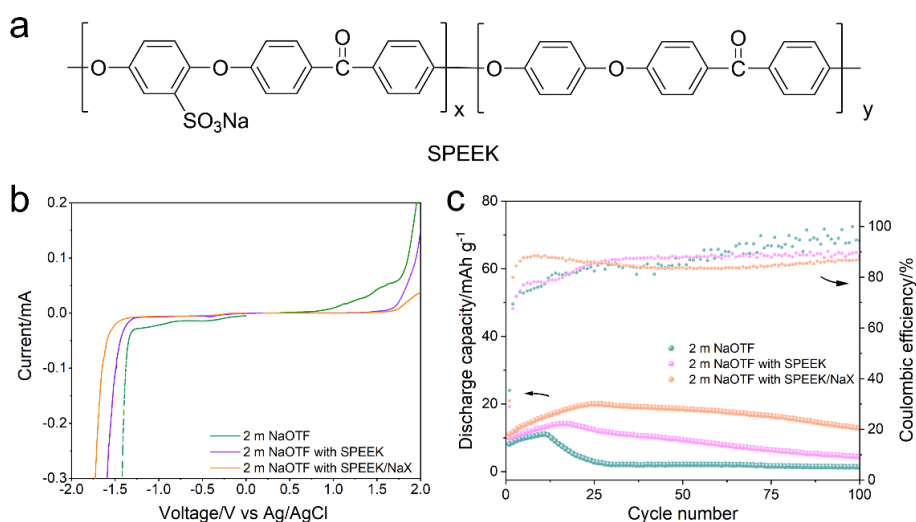 a
O O C O O O C O
SO₃Na x y
SPEEK
b
0.2
0.1
0.0
-0.1
-0.2
-0.3
Current/mA
2 m NaOTF
2 m NaOTF with SPEEK
2 m NaOTF with SPEEK/NaX
-2.0 -1.5 -1.0 -0.5 0.0 0.5 1.0 1.5 2.0
Voltage/V vs Ag/AgCl
c
80
60
40
20
0
Discharge capacity/mAh g⁻¹
2 m NaOTF
2 m NaOTF with SPEEK
2 m NaOTF with SPEEK/NaX
100
80
60
40
20
0
Coulombic efficiency/%
0 25 50 75 100
Cycle number